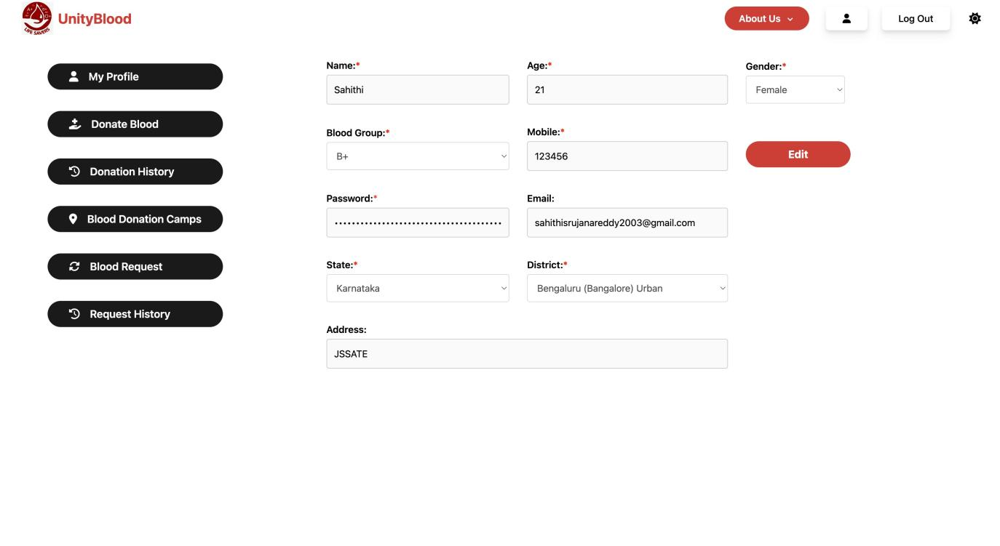 UnityBlood
LIFE SAVERS
About Us
Log Out
My Profile
Donate Blood
Donation History
Blood Donation Camps
Blood Request
Request History
Name:* Age:* Gender:*
Sahithi 21 Female
Blood Group:* Mobile:*
B+ 123456 Edit
Password:* Email:
•••••••••••••••••••••••••••••••••••••• sahithisrujanareddy2003@gmail.com
State:* District:*
Karnataka Bengaluru (Bangalore) Urban
Address:
JSSATE